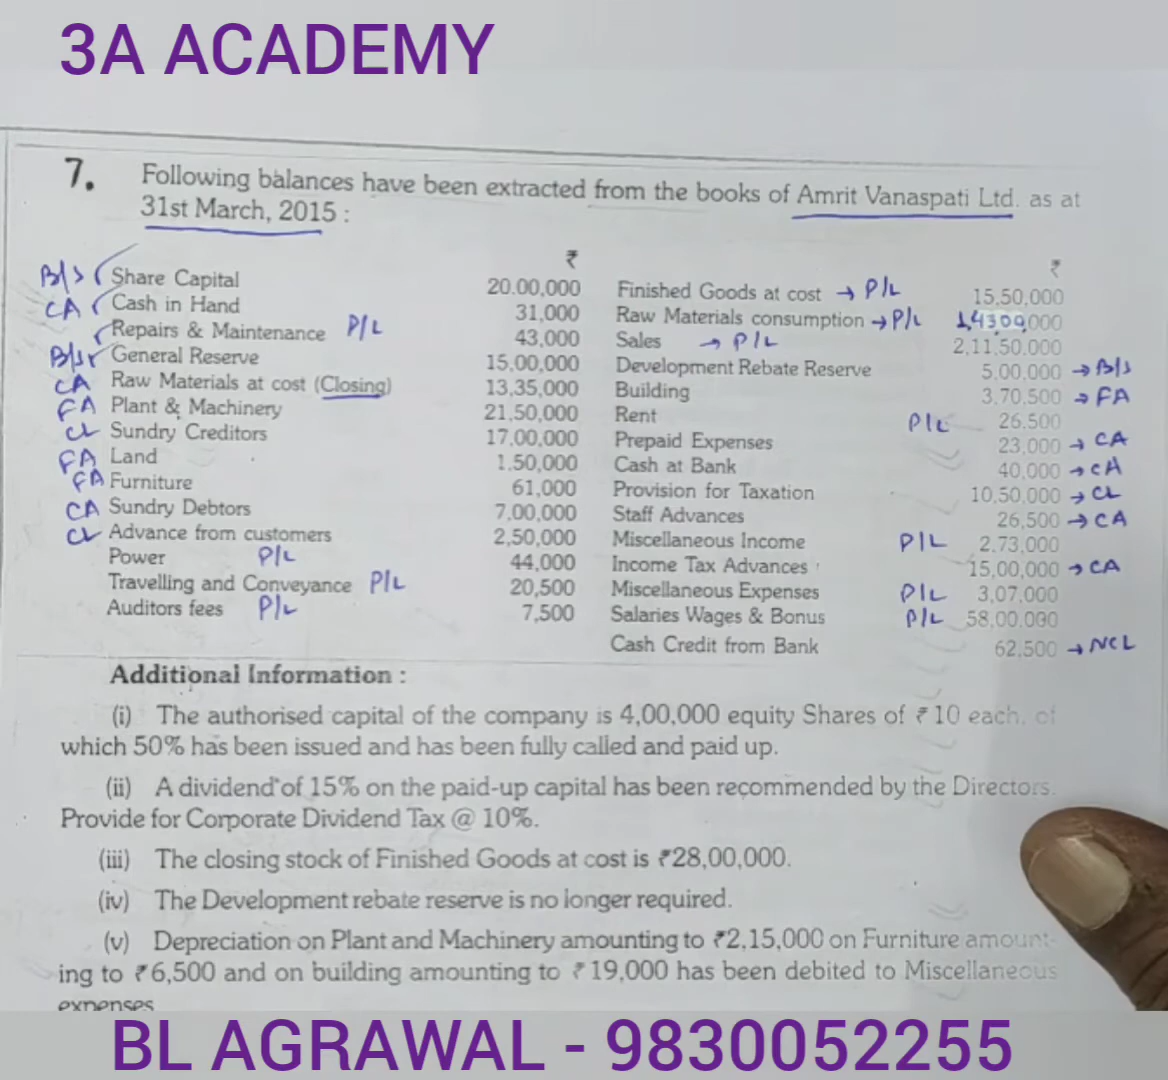 3A ACADEMY
7. Following balances have been extracted from the books of Amrit Vanaspati Ltd. as at
31st March, 2015 :
₹ ₹
B/S Share Capital 20.00,000 Finished Goods at cost → P/L 15,50,000
CA Cash in Hand 31,000 Raw Materials consumption → P/L 1,4309,000
Repairs & Maintenance P/L 43,000 Sales → P/L 2,11,50.000
B/S General Reserve 15,00,000 Development Rebate Reserve 5,00,000 → B/S
CA Raw Materials at cost (Closing) 13,35,000 Building 3,70,500 → FA
FA Plant & Machinery 21,50,000 Rent P/L 26.500
CL Sundry Creditors 17,00,000 Prepaid Expenses 23,000 → CA
FA Land 1,50,000 Cash at Bank 40,000 → CA
FA Furniture 61,000 Provision for Taxation 10,50,000 → CL
CA Sundry Debtors 7,00,000 Staff Advances 26,500 → CA
CL Advance from customers 2,50,000 Miscellaneous Income P/L 2.73,000
Power P/L 44,000 Income Tax Advances 15,00,000 → CA
Travelling and Conveyance P/L 20,500 Miscellaneous Expenses P/L 3,07,000
Auditors fees P/L 7,500 Salaries Wages & Bonus P/L 58,00.000
Cash Credit from Bank 62,500 → NCL
Additional Information :
(i) The authorised capital of the company is 4,00,000 equity Shares of ₹10 each, of
which 50% has been issued and has been fully called and paid up.
(ii) A dividend of 15% on the paid-up capital has been recommended by the Directors.
Provide for Corporate Dividend Tax @ 10%.
(iii) The closing stock of Finished Goods at cost is ₹28,00,000.
(iv) The Development rebate reserve is no longer required.
(v) Depreciation on Plant and Machinery amounting to ₹2,15,000 on Furniture amount-
ing to ₹6,500 and on building amounting to ₹19,000 has been debited to Miscellaneous
expenses
BL AGRAWAL - 9830052255